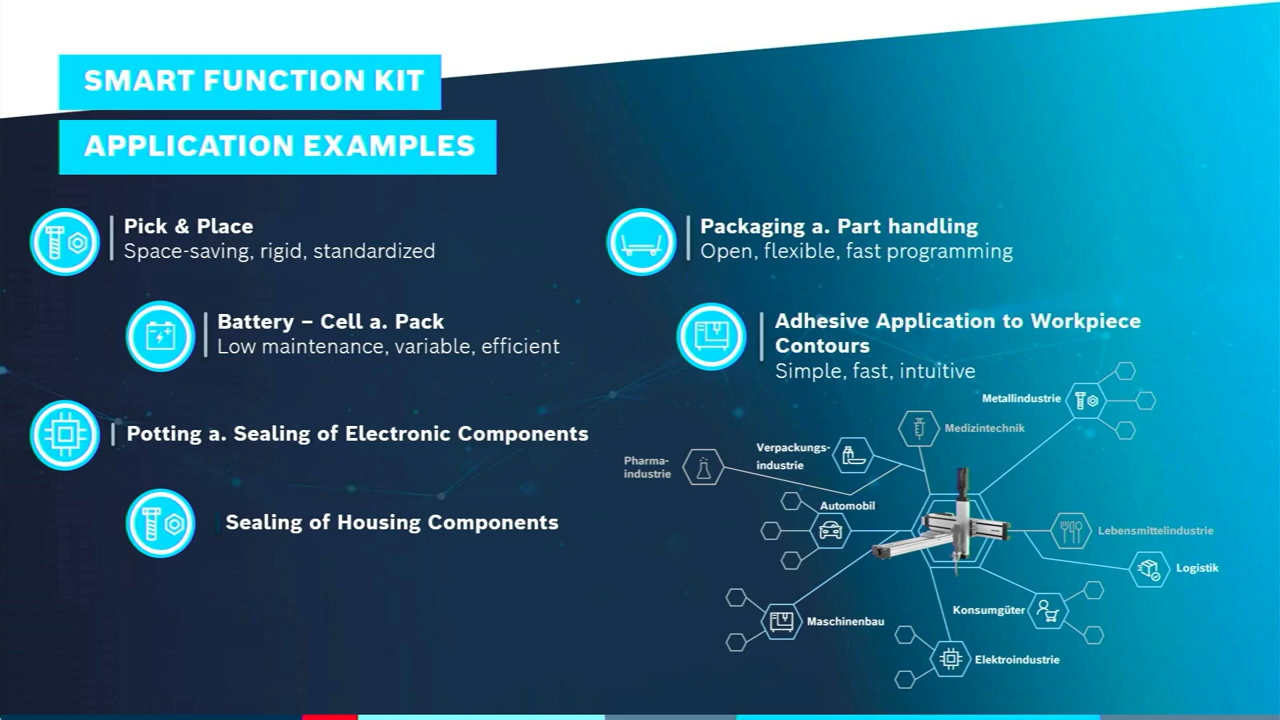 SMART FUNCTION KIT
APPLICATION EXAMPLES
Pick & Place
Space-saving, rigid, standardized
Battery – Cell a. Pack
Low maintenance, variable, efficient
Potting a. Sealing of Electronic Components
Sealing of Housing Components
Packaging a. Part handling
Open, flexible, fast programming
Adhesive Application to Workpiece
Contours
Simple, fast, intuitive
Metallindustrie
Medizintechnik
Verpackungs-
industrie
Pharma-
industrie
Automobil
Lebensmittelindustrie
Logistik
Konsumgüter
Maschinenbau
Elektroindustrie